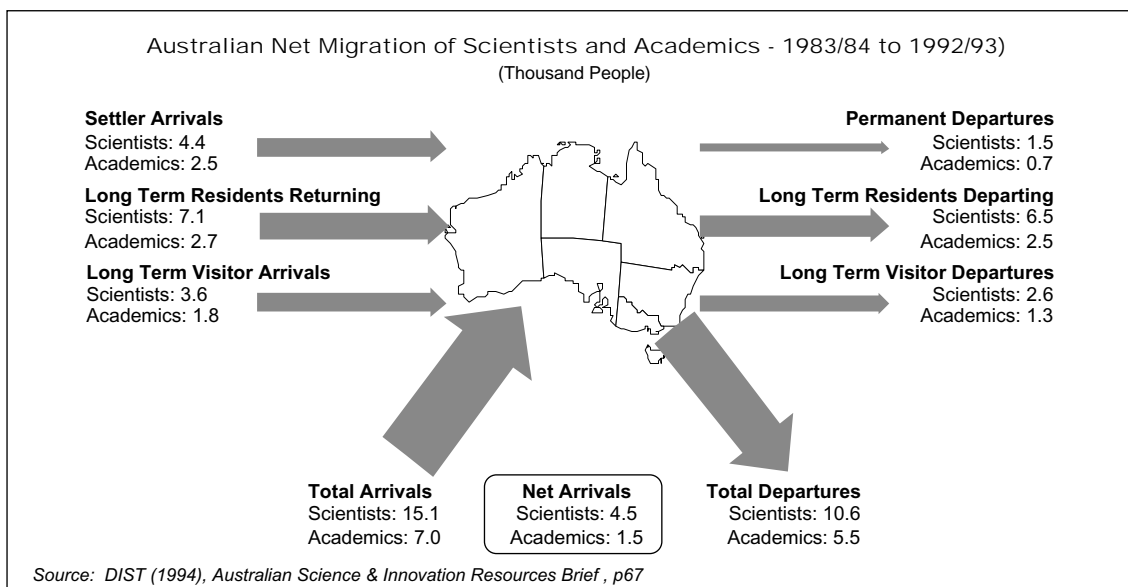 Australian Net Migration of Scientists and Academics - 1983/84 to 1992/93)
(Thousand People)
Settler Arrivals
Scientists: 4.4
Academics: 2.5
Long Term Residents Returning
Scientists: 7.1
Academics: 2.7
Long Term Visitor Arrivals
Scientists: 3.6
Academics: 1.8
Permanent Departures
Scientists: 1.5
Academics: 0.7
Long Term Residents Departing
Scientists: 6.5
Academics: 2.5
Long Term Visitor Departures
Scientists: 2.6
Academics: 1.3
Total Arrivals
Scientists: 15.1
Academics: 7.0
Net Arrivals
Scientists: 4.5
Academics: 1.5
Total Departures
Scientists: 10.6
Academics: 5.5
Source: DIST (1994), Australian Science & Innovation Resources Brief , p67